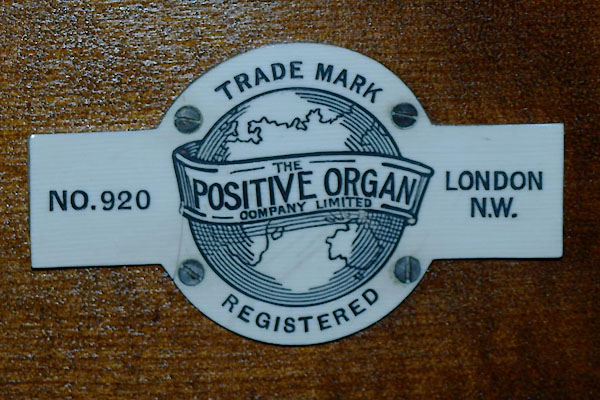 TRADE MARK
THE
POSITIVE ORGAN
COMPANY LIMITED
NO. 920
LONDON
N.W.
REGISTERED